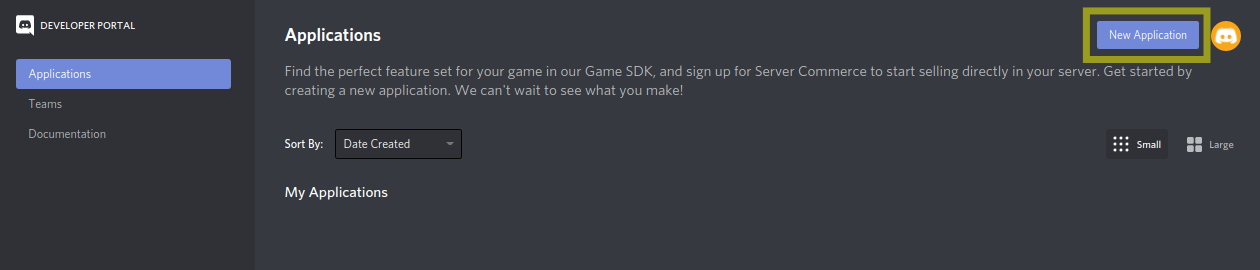 DEVELOPER PORTAL
Applications
Teams
Documentation
Applications
New Application
Find the perfect feature set for your game in our Game SDK, and sign up for Server Commerce to start selling directly in your server. Get started by
creating a new application. We can't wait to see what you make!
Sort By: Date Created
Small Large
My Applications